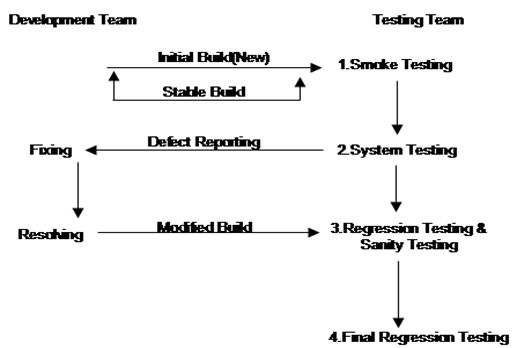 Development Team
Testing Team
Initial Build(New)
1.Smoke Testing
Stable Build
Defect Reporting
Fixing
2.System Testing
Modified Build
Resolving
3.Regression Testing &
Sanity Testing
4.Final Regression Testing